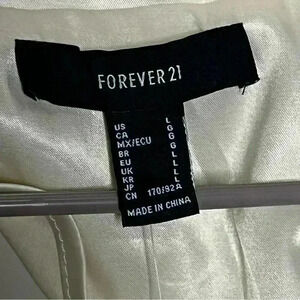 FOREVER 21
US L
CA G
MX/ECU G
BR G
EU L
UK L
KR L
JP L
CN 170/92A
MADE IN CHINA